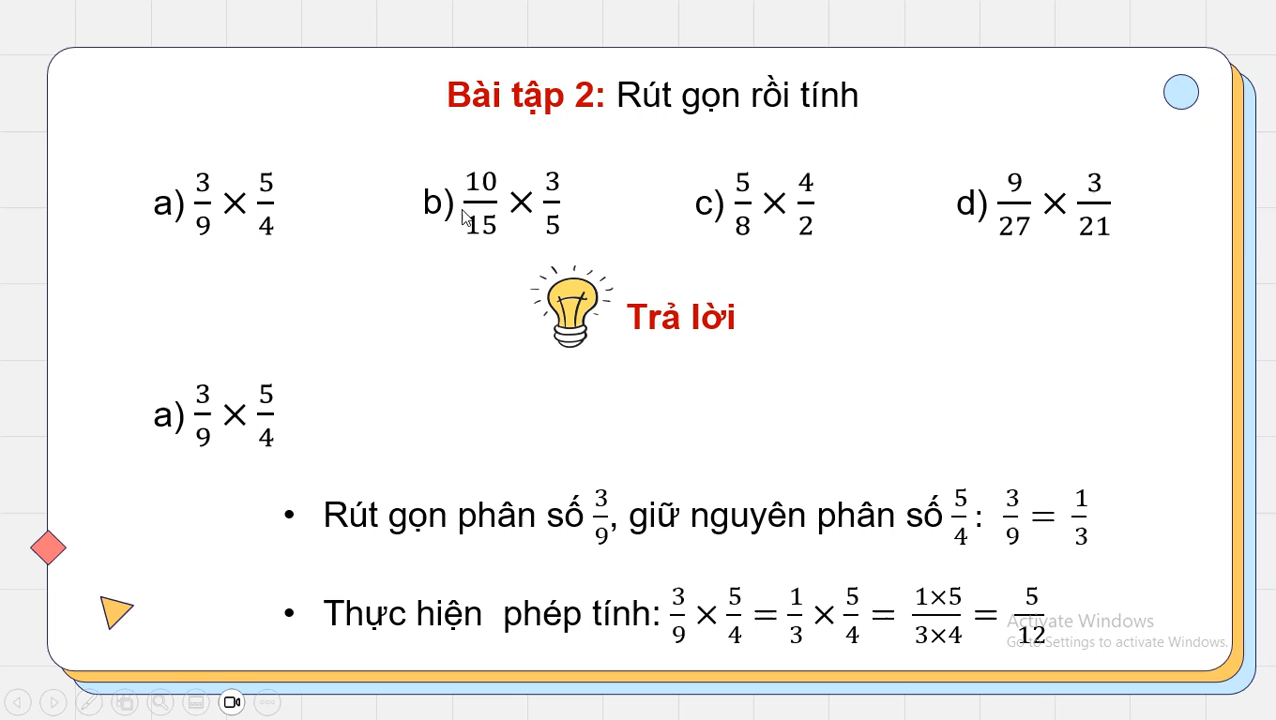 Bài tập 2: Rút gọn rồi tính
a) 3/9 × 5/4 b) 10/15 × 3/5 c) 5/8 × 4/2 d) 9/27 × 3/21
Trả lời
a) 3/9 × 5/4
• Rút gọn phân số 3/9, giữ nguyên phân số 5/4: 3/9 = 1/3
• Thực hiện phép tính: 3/9 × 5/4 = 1/3 × 5/4 = 1×5/3×4 = 5/12
Activate Windows
Go to Settings to activate Windows.